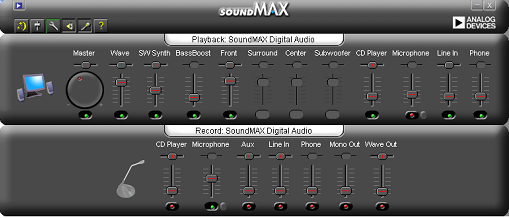 SOUNDMAX
ANALOG
DEVICES
Playback: SoundMAX Digital Audio
Master Wave SW Synth BassBoost Front Surround Center Subwoofer CD Player Microphone Line In Phone
Record: SoundMAX Digital Audio
CD Player Microphone Aux Line In Phone Mono Out Wave Out